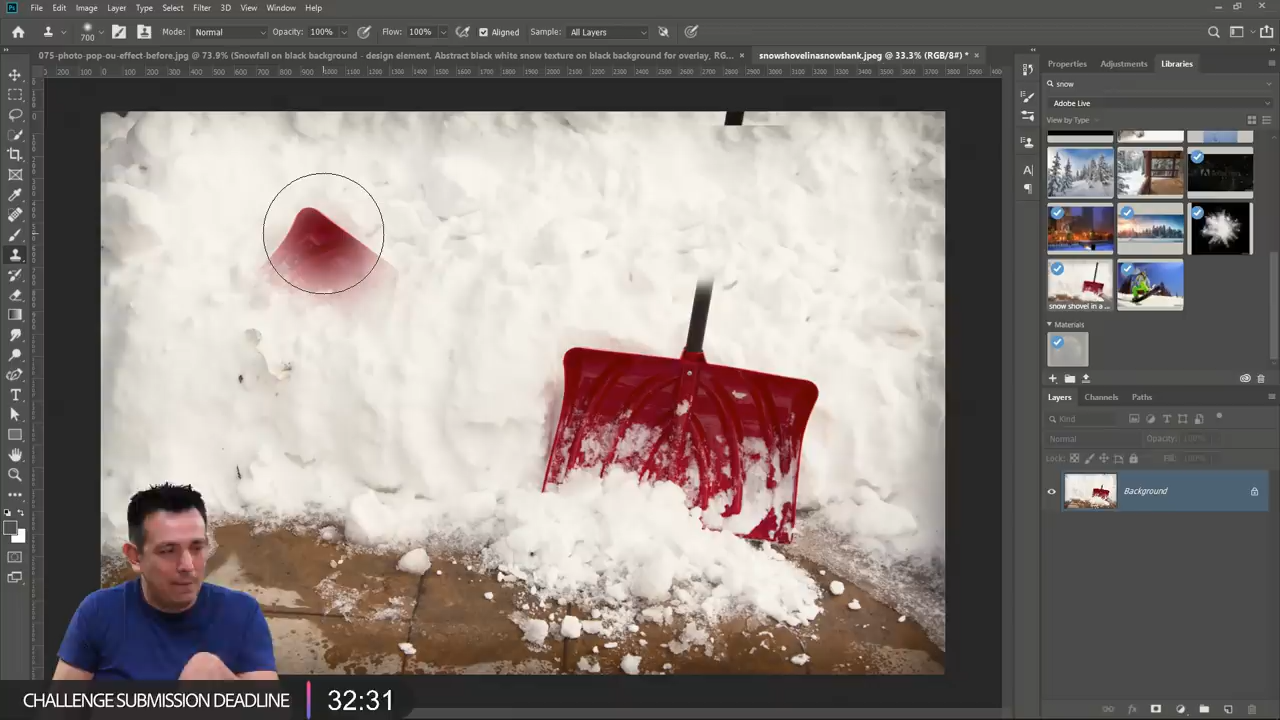 Ps File Edit Image Layer Type Select Filter 3D View Window Help
700 Mode: Normal Opacity: 100% Flow: 100% Aligned Sample: All Layers
075-photo-pop-ou-effect-before.jpg @ 73.9% (Snowfall on black background - design element. Abstract black white snow texture on black background for overlay, RG... × snowshovelinasnowbank.jpeg @ 33.3% (RGB/8#) * ×
Properties Adjustments Libraries
snow
Adobe Live
View by Type
snow shovel in a ...
Materials
Layers Channels Paths
Kind
Normal Opacity: 100%
Lock: Fill: 100%
Background
CHALLENGE SUBMISSION DEADLINE 32:31